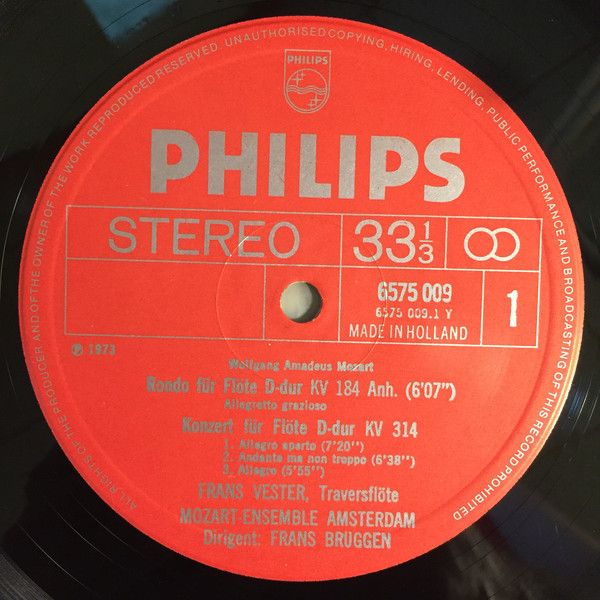 ALL RIGHTS OF THE PRODUCER AND OF THE OWNER OF THE WORK REPRODUCED RESERVED. UNAUTHORISED COPYING, HIRING, LENDING, PUBLIC PERFORMANCE AND BROADCASTING OF THIS RECORD PROHIBITED
PHILIPS
PHILIPS
STEREO 33 1/3
6575 009 1
6575 009.1 Y
MADE IN HOLLAND
℗ 1973
Wolfgang Amadeus Mozart
Rondo für Flöte D-dur KV 184 Anh. (6'07")
Allegretto grazioso
Konzert für Flöte D-dur KV 314
1. Allegro aperto (7'20")
2. Andante ma non troppo (6'38")
3. Allegro (5'55")
FRANS VESTER, Traversflöte
MOZART-ENSEMBLE AMSTERDAM
Dirigent: FRANS BRÜGGEN